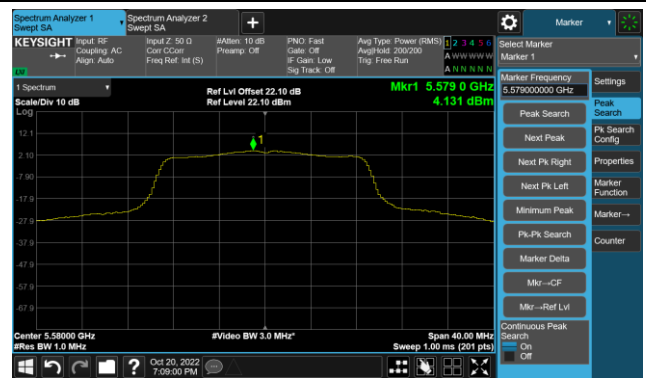 Spectrum Analyzer 1
Swept SA
Spectrum Analyzer 2
Swept SA
+
Marker
KEYSIGHT
Input: RF
Coupling: AC
Align: Auto
Input Z: 50 Ω
Corr CCorr
Freq Ref: Int (S)
#Atten: 10 dB
Preamp: Off
PNO: Fast
Gate: Off
IF Gain: Low
Sig Track: Off
Avg Type: Power (RMS)
Avg|Hold: 200/200
Trig: Free Run
1 2 3 4 5 6
A W W W W W
A N N N N N
Select Marker
Marker 1
1 Spectrum
Scale/Div 10 dB
Log
Ref Lvl Offset 22.10 dB
Ref Level 22.10 dBm
Mkr1 5.579 0 GHz
4.131 dBm
12.1
2.10
-7.90
-17.9
-27.9
-37.9
-47.9
-57.9
-67.9
1
Center 5.58000 GHz
#Res BW 1.0 MHz
#Video BW 3.0 MHz*
Span 40.00 MHz
Sweep 1.00 ms (201 pts)
Marker Frequency
5.579000000 GHz
Peak Search
Next Peak
Next Pk Right
Next Pk Left
Minimum Peak
Pk-Pk Search
Marker Delta
Mkr→CF
Mkr→Ref Lvl
Continuous Peak
Search
On
Off
Settings
Peak
Search
Pk Search
Config
Properties
Marker
Function
Marker→
Counter
?
Oct 20, 2022
7:09:00 PM